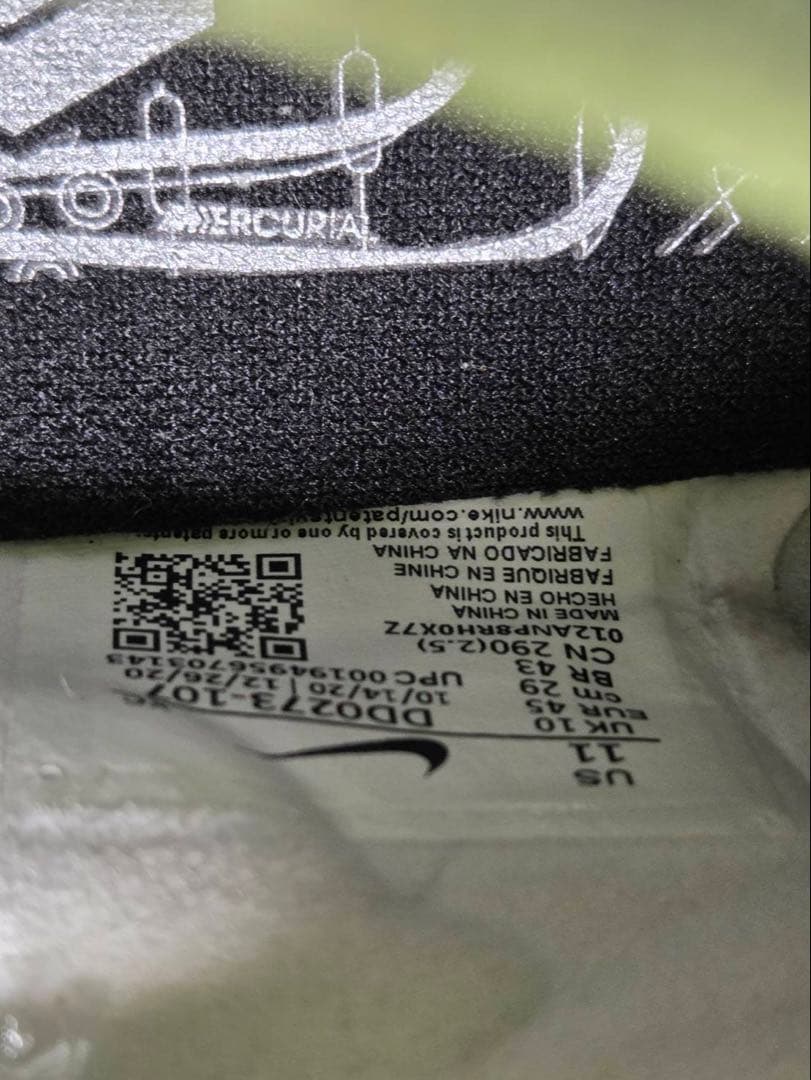 MERCURIAL
US
11
UK 10
EUR 45
cm 29
BR 43
CN 290(2.5)
DD0273-107
10/14/20 | 12/26/20
UPC 00194956703143
012ANP8RH0X7Z
MADE IN CHINA
HECHO EN CHINA
FABRIQUE EN CHINE
FABRICADO NA CHINA
This product is covered by one or more patents.
www.nike.com/patents